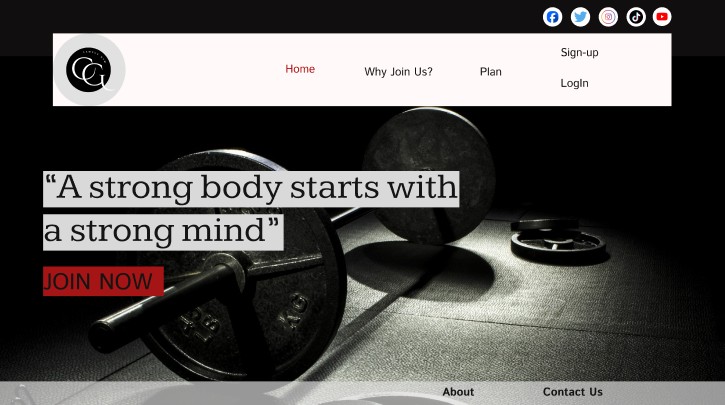 Home
Why Join Us?
Plan
Sign-up
LogIn
CG
“A strong body starts with
a strong mind”
JOIN NOW
KG
About
Contact Us